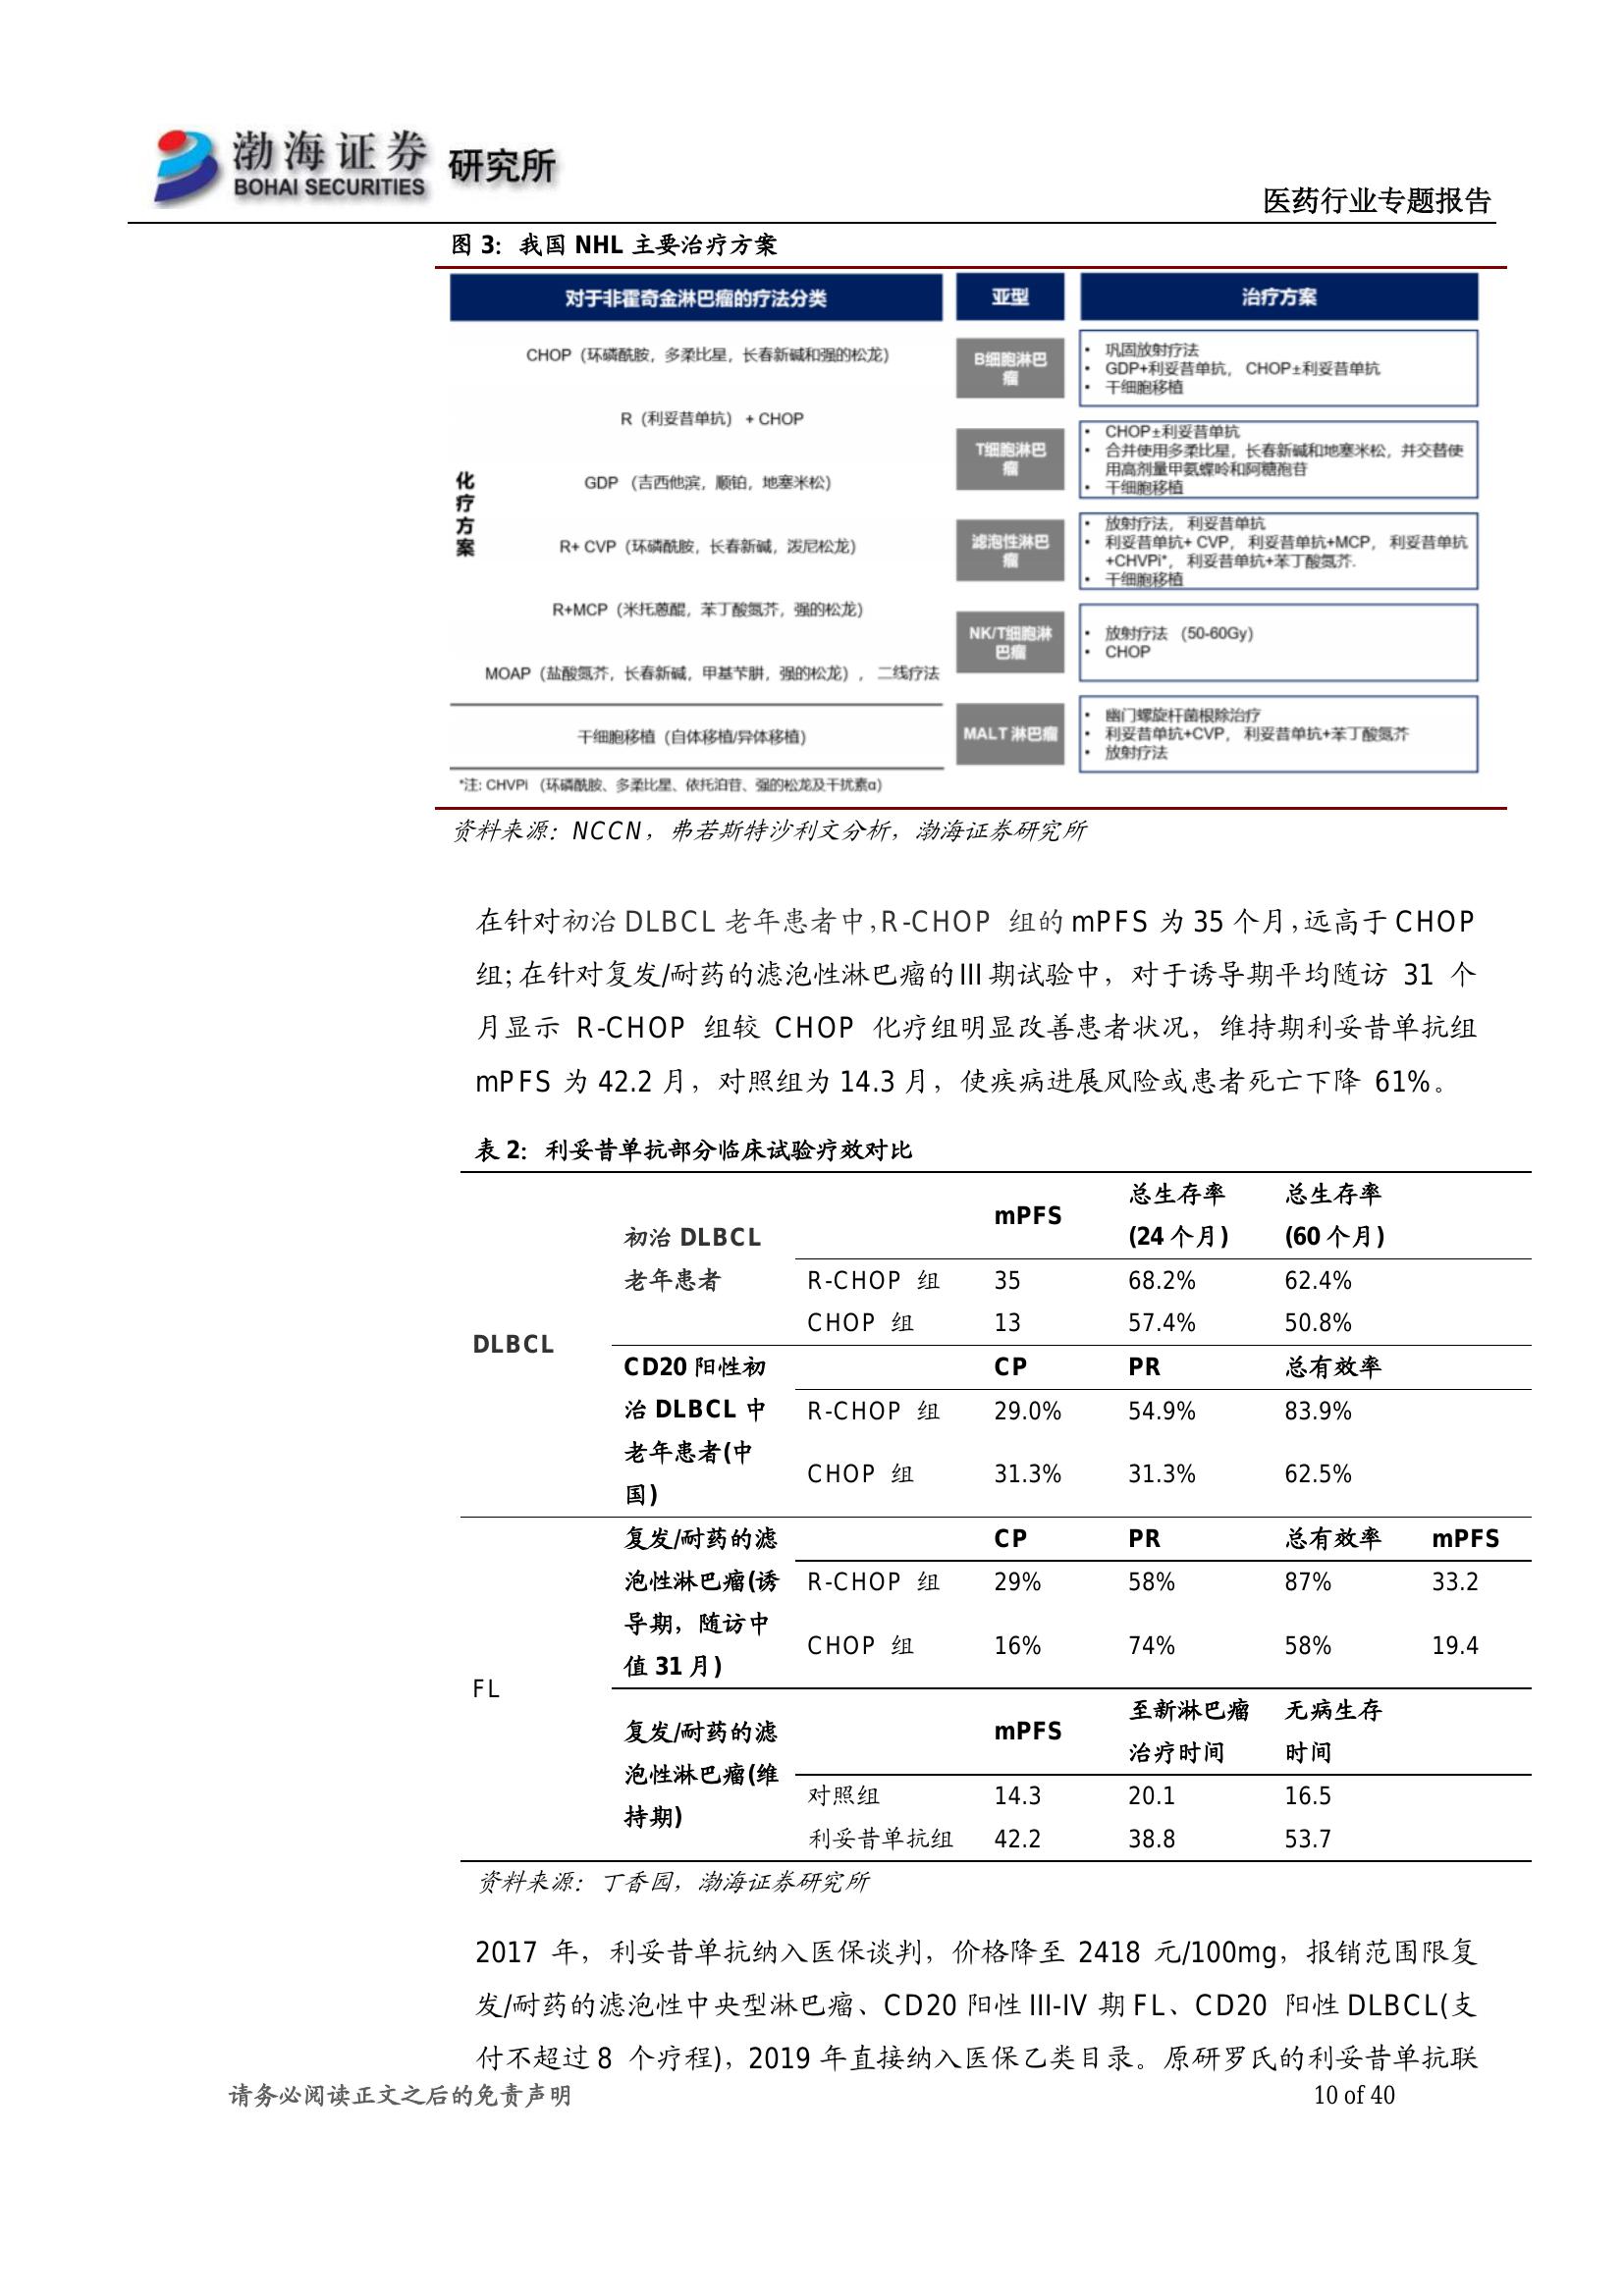 渤海证券 研究所
BOHAI SECURITIES
医药行业专题报告
图 3：我国 NHL 主要治疗方案
对于非霍奇金淋巴瘤的疗法分类 亚型 治疗方案
化疗方案
CHOP（环磷酰胺，多柔比星，长春新碱和强的松龙）
R（利妥昔单抗） + CHOP
GDP （吉西他滨，顺铂，地塞米松）
R+ CVP（环磷酰胺，长春新碱，泼尼松龙）
R+MCP（米托蒽醌，苯丁酸氮芥，强的松龙）
MOAP（盐酸氮芥，长春新碱，甲基苄肼，强的松龙）， 二线疗法
干细胞移植（自体移植/异体移植）
*注: CHVPi （环磷酰胺、多柔比星、依托泊苷、强的松龙及干扰素α）
B细胞淋巴
瘤
• 巩固放射疗法
• GDP+利妥昔单抗， CHOP±利妥昔单抗
• 干细胞移植
T细胞淋巴
瘤
• CHOP±利妥昔单抗
• 合并使用多柔比星，长春新碱和地塞米松，并交替使
用高剂量甲氨蝶呤和阿糖孢苷
• 干细胞移植
滤泡性淋巴
瘤
• 放射疗法， 利妥昔单抗
• 利妥昔单抗+ CVP， 利妥昔单抗+MCP， 利妥昔单抗
+CHVPi*， 利妥昔单抗+苯丁酸氮芥.
• 干细胞移植
NK/T细胞淋
巴瘤
• 放射疗法 （50-60Gy）
• CHOP
MALT 淋巴瘤
• 幽门螺旋杆菌根除治疗
• 利妥昔单抗+CVP， 利妥昔单抗+苯丁酸氮芥
• 放射疗法
资料来源：NCCN，弗若斯特沙利文分析，渤海证券研究所
在针对初治 DLBCL 老年患者中，R-CHOP 组的 mPFS 为 35 个月，远高于 CHOP
组；在针对复发/耐药的滤泡性淋巴瘤的 III 期试验中，对于诱导期平均随访 31 个
月显示 R-CHOP 组较 CHOP 化疗组明显改善患者状况，维持期利妥昔单抗组
mPFS 为 42.2 月，对照组为 14.3 月，使疾病进展风险或患者死亡下降 61%。
表 2：利妥昔单抗部分临床试验疗效对比
DLBCL
初治 DLBCL
老年患者
mPFS 总生存率 总生存率
(24 个月) (60 个月)
R-CHOP 组 35 68.2% 62.4%
CHOP 组 13 57.4% 50.8%
CD20 阳性初
治 DLBCL 中
老年患者(中
国)
CP PR 总有效率
R-CHOP 组 29.0% 54.9% 83.9%
CHOP 组 31.3% 31.3% 62.5%
FL
复发/耐药的滤
泡性淋巴瘤(诱
导期，随访中
值 31 月)
CP PR 总有效率 mPFS
R-CHOP 组 29% 58% 87% 33.2
CHOP 组 16% 74% 58% 19.4
复发/耐药的滤
泡性淋巴瘤(维
持期)
mPFS 至新淋巴瘤 无病生存
治疗时间 时间
对照组 14.3 20.1 16.5
利妥昔单抗组 42.2 38.8 53.7
资料来源：丁香园，渤海证券研究所
2017 年，利妥昔单抗纳入医保谈判，价格降至 2418 元/100mg，报销范围限复
发/耐药的滤泡性中央型淋巴瘤、CD20 阳性 III-IV 期 FL、CD20 阳性 DLBCL(支
付不超过 8 个疗程)，2019 年直接纳入医保乙类目录。原研罗氏的利妥昔单抗联
请务必阅读正文之后的免责声明 10 of 40